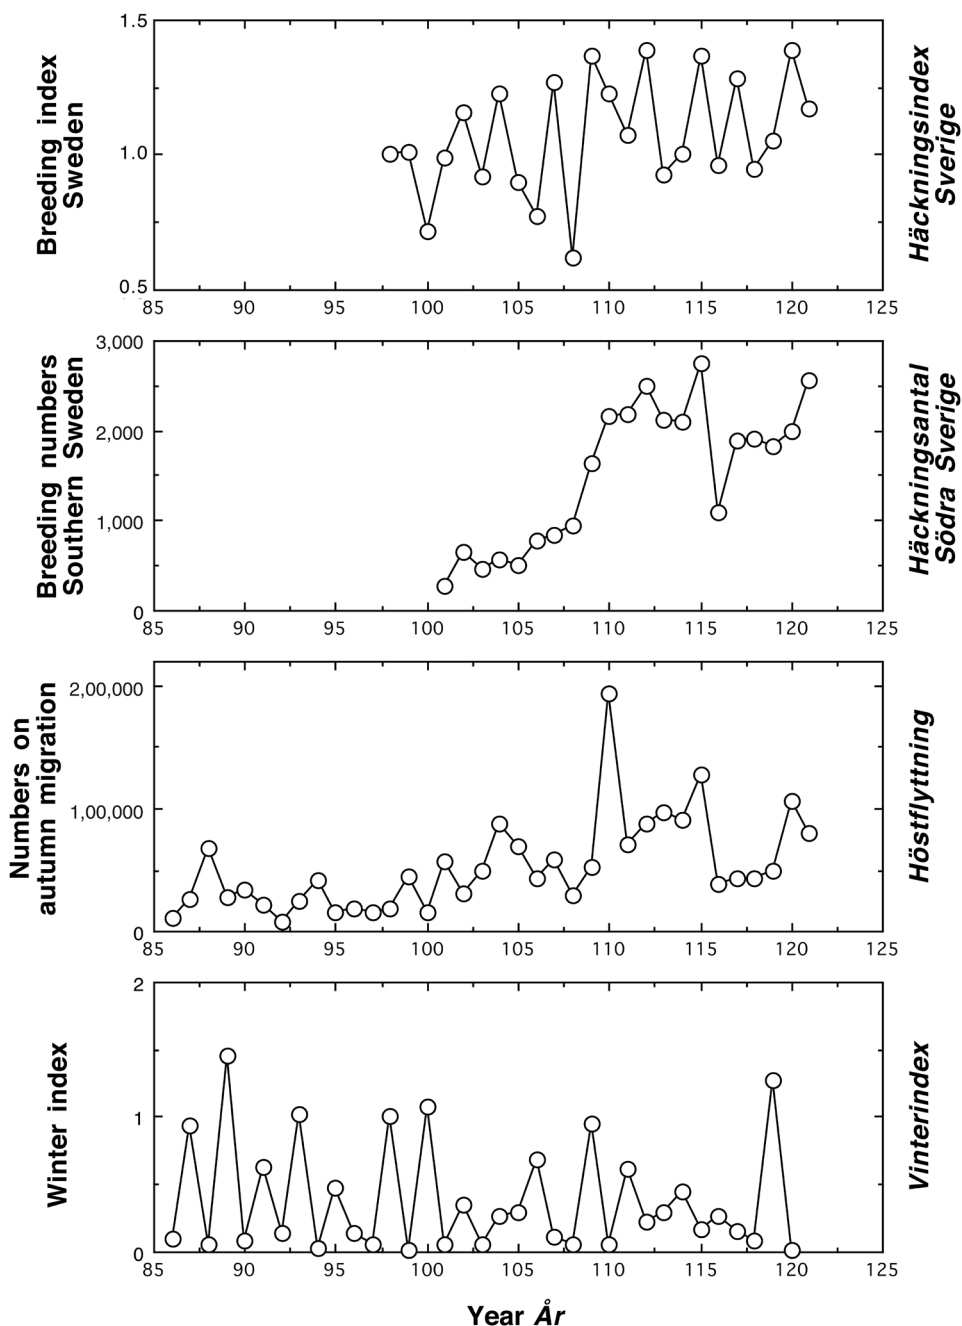 Breeding index
Sweden
1.5
1.0
0.5
Häckningsindex
Sverige
85 90 95 100 105 110 115 120 125
Breeding numbers
Southern Sweden
3,000
2,000
1,000
0
Häckningsantal
Södra Sverige
85 90 95 100 105 110 115 120 125
Numbers on
autumn migration
2,00,000
1,00,000
0
Höstflyttning
85 90 95 100 105 110 115 120 125
Winter index
2
1
0
Vinterindex
85 90 95 100 105 110 115 120 125
Year År